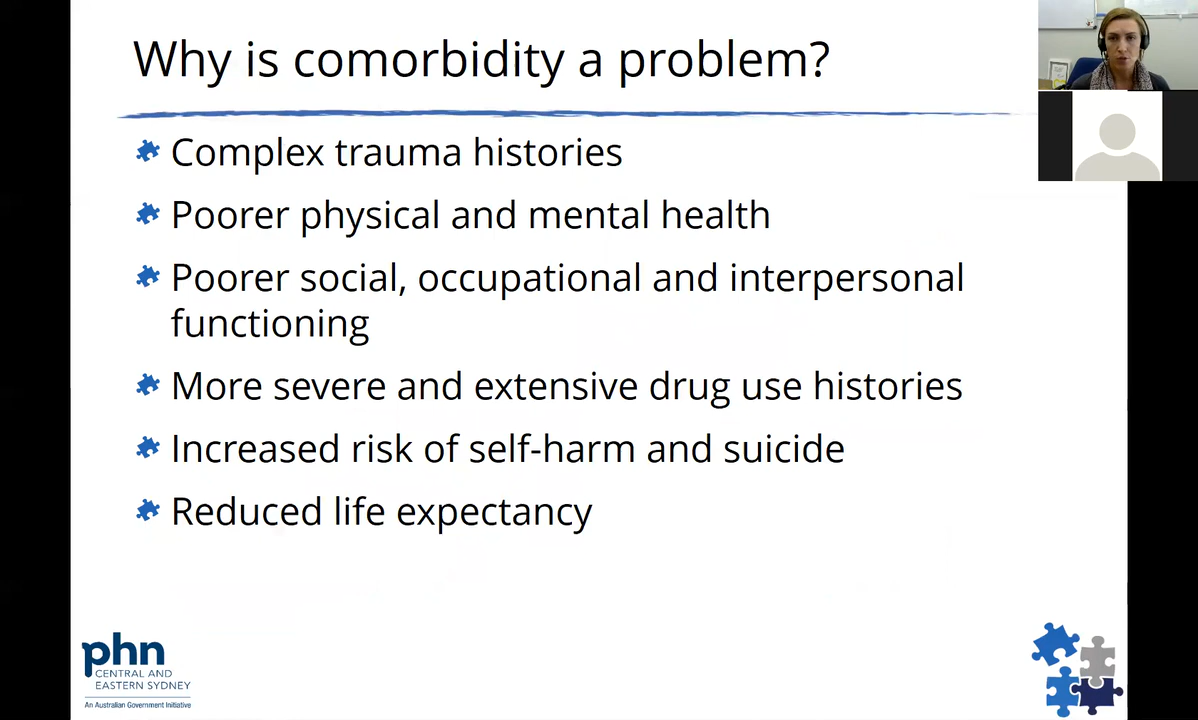 Why is comorbidity a problem?
Complex trauma histories
Poorer physical and mental health
Poorer social, occupational and interpersonal
functioning
More severe and extensive drug use histories
Increased risk of self-harm and suicide
Reduced life expectancy
phn
CENTRAL AND
EASTERN SYDNEY
An Australian Government Initiative